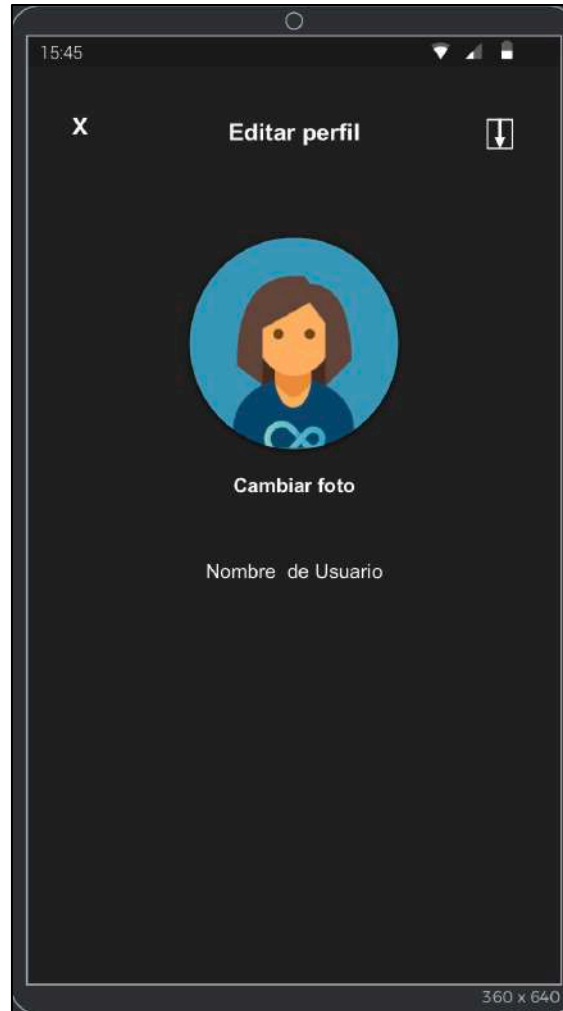 15:45
X Editar perfil
Cambiar foto
Nombre de Usuario
360 x 640